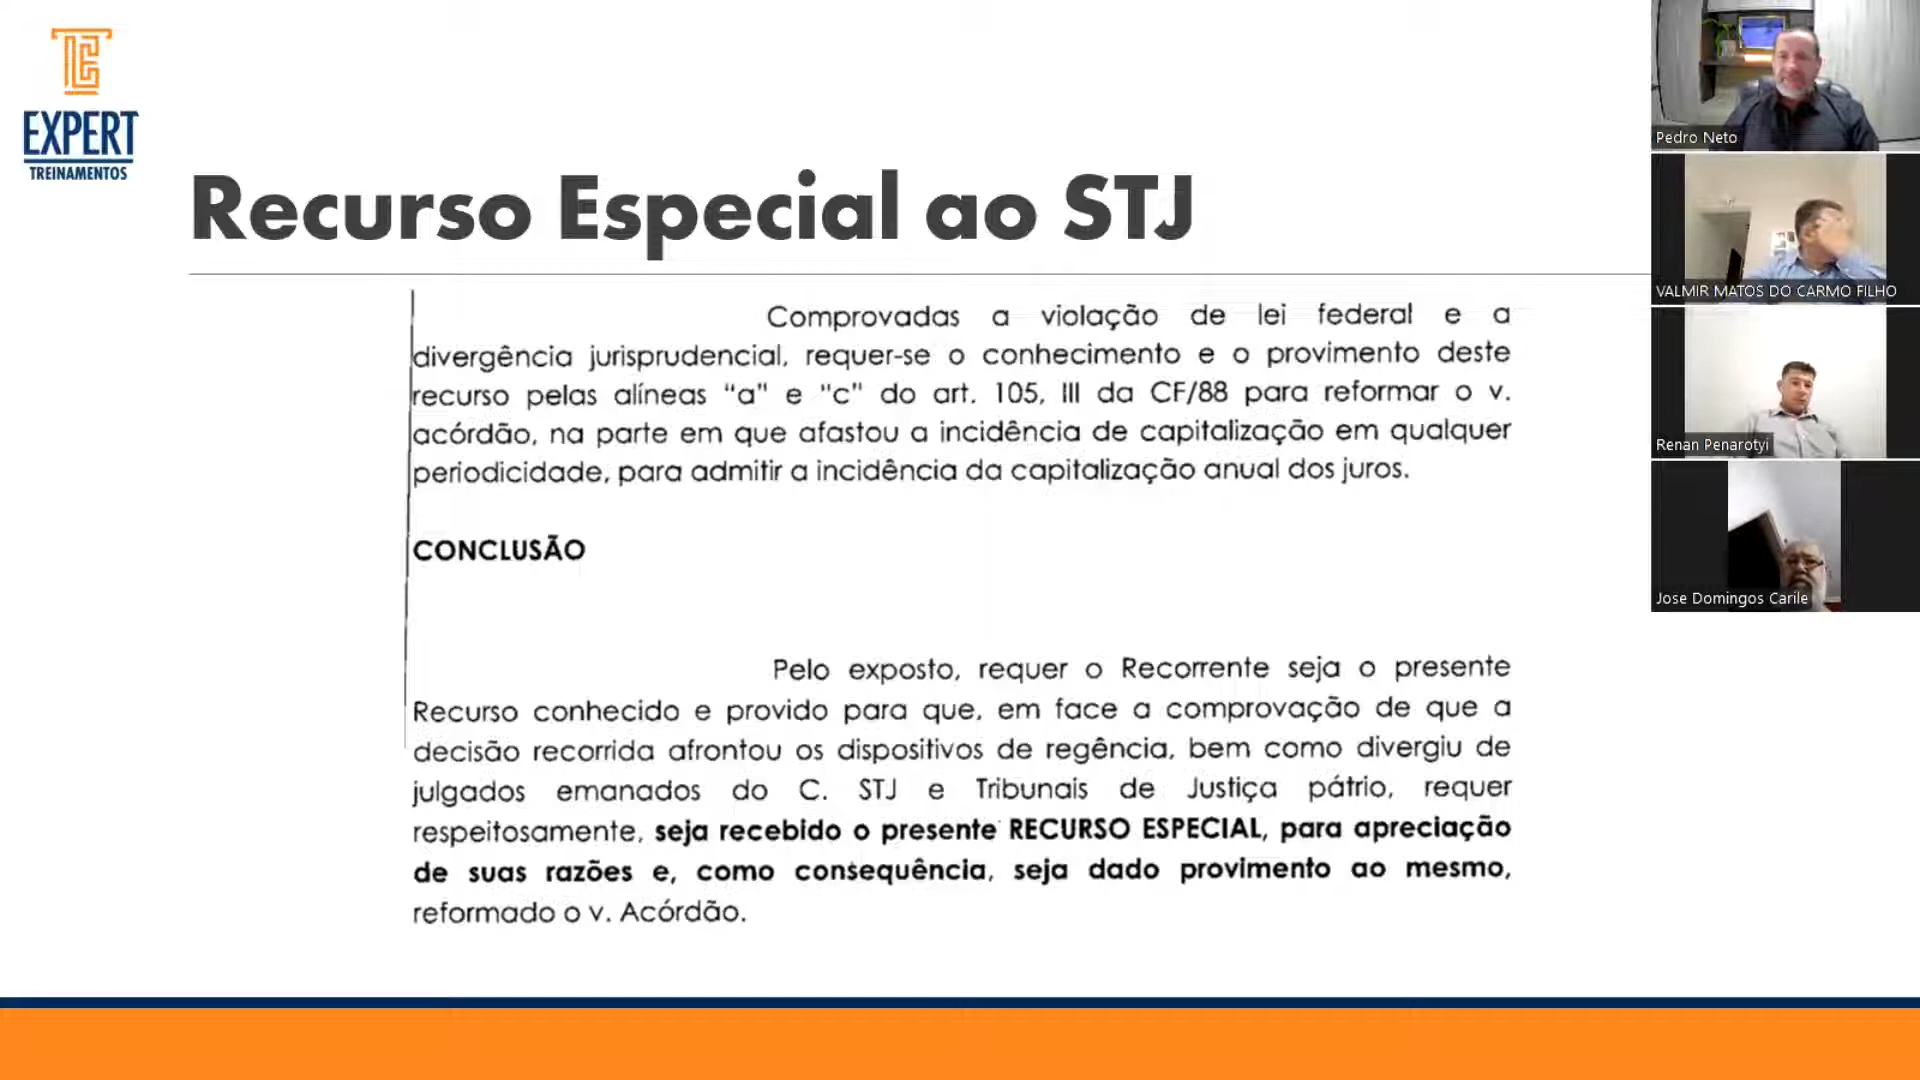 EXPERT
TREINAMENTOS
Recurso Especial ao STJ
Comprovadas a violação de lei federal e a
divergência jurisprudencial, requer-se o conhecimento e o provimento deste
recurso pelas alíneas “a” e “c” do art. 105, III da CF/88 para reformar o v.
acórdão, na parte em que afastou a incidência de capitalização em qualquer
periodicidade, para admitir a incidência da capitalização anual dos juros.
CONCLUSÃO
Pelo exposto, requer o Recorrente seja o presente
Recurso conhecido e provido para que, em face a comprovação de que a
decisão recorrida afrontou os dispositivos de regência, bem como divergiu de
julgados emanados do C. STJ e Tribunais de Justiça pátrio, requer
respeitosamente, seja recebido o presente RECURSO ESPECIAL, para apreciação
de suas razões e, como consequência, seja dado provimento ao mesmo,
reformado o v. Acórdão.
Pedro Neto
VALMIR MATOS DO CARMO FILHO
Renan Penarotyi
Jose Domingos Carile